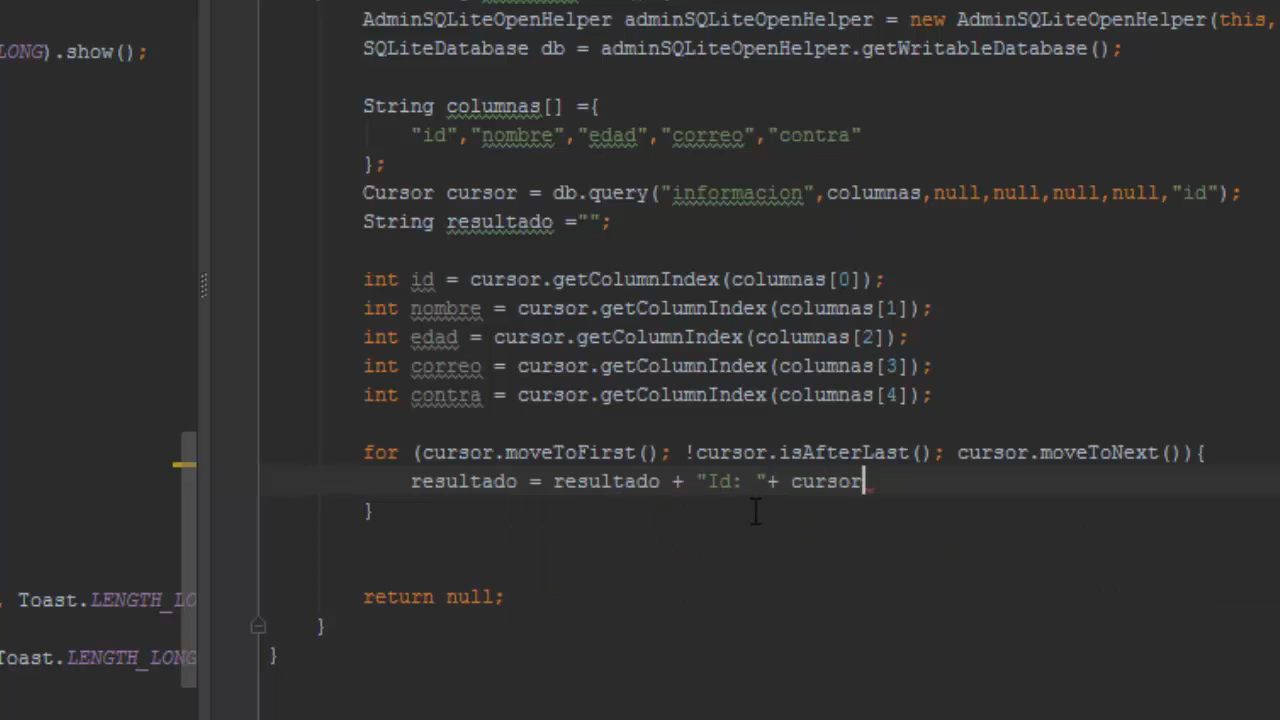 AdminSQLiteOpenHelper adminSQLiteOpenHelper = new AdminSQLiteOpenHelper(this,
LONG).show();
SQLiteDatabase db = adminSQLiteOpenHelper.getWritableDatabase();
String columnas[] ={
"id","nombre","edad","correo","contra"
};
Cursor cursor = db.query("informacion",columnas,null,null,null,null,"id");
String resultado ="";
int id = cursor.getColumnIndex(columnas[0]);
int nombre = cursor.getColumnIndex(columnas[1]);
int edad = cursor.getColumnIndex(columnas[2]);
int correo = cursor.getColumnIndex(columnas[3]);
int contra = cursor.getColumnIndex(columnas[4]);
for (cursor.moveToFirst(); !cursor.isAfterLast(); cursor.moveToNext()){
resultado = resultado + "Id: "+ cursor
}
, Toast.LENGTH_LO
return null;
}
Toast.LENGTH_LONG
}